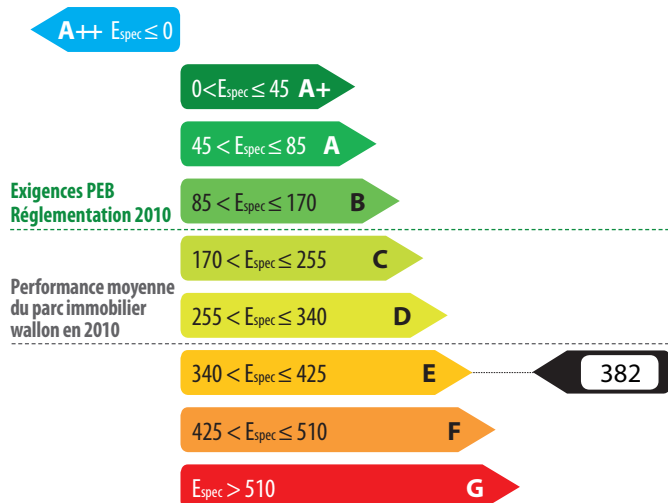 A++ Espec ≤ 0
0<Espec ≤ 45 A+
45 < Espec ≤ 85 A
Exigences PEB
Réglementation 2010
85 < Espec ≤ 170 B
170 < Espec ≤ 255 C
Performance moyenne
du parc immobilier
wallon en 2010
255 < Espec ≤ 340 D
340 < Espec ≤ 425 E
382
425 < Espec ≤ 510 F
Espec > 510 G